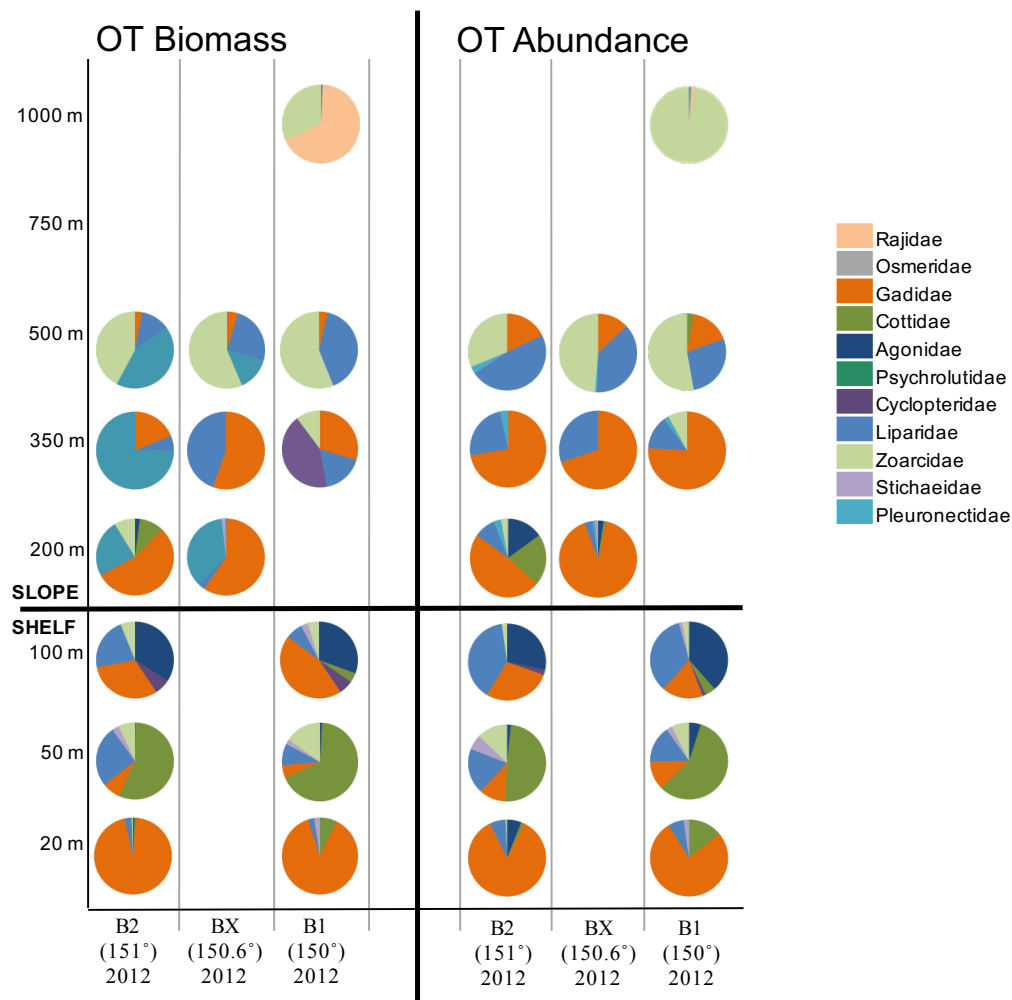 OT Biomass
OT Abundance
1000 m
750 m
500 m
350 m
200 m
SLOPE
SHELF
100 m
50 m
20 m
Rajidae
Osmeridae
Gadidae
Cottidae
Agonidae
Psychrolutidae
Cyclopteridae
Liparidae
Zoarcidae
Stichaeidae
Pleuronectidae
B2
(151°)
2012
BX
(150.6°)
2012
B1
(150°)
2012
B2
(151°)
2012
BX
(150.6°)
2012
B1
(150°)
2012